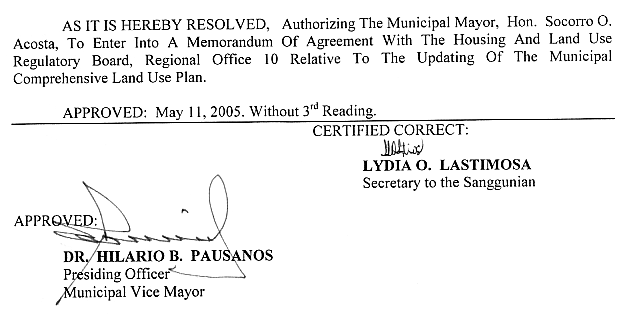 AS IT IS HEREBY RESOLVED, Authorizing The Municipal Mayor, Hon. Socorro O.
Acosta, To Enter Into A Memorandum Of Agreement With The Housing And Land Use
Regulatory Board, Regional Office 10 Relative To The Updating Of The Municipal
Comprehensive Land Use Plan.
APPROVED: May 11, 2005. Without 3rd Reading.
CERTIFIED CORRECT:
LYDIA O. LASTIMOSA
Secretary to the Sanggunian
APPROVED:
DR. HILARIO B. PAUSANOS
Presiding Officer
Municipal Vice Mayor